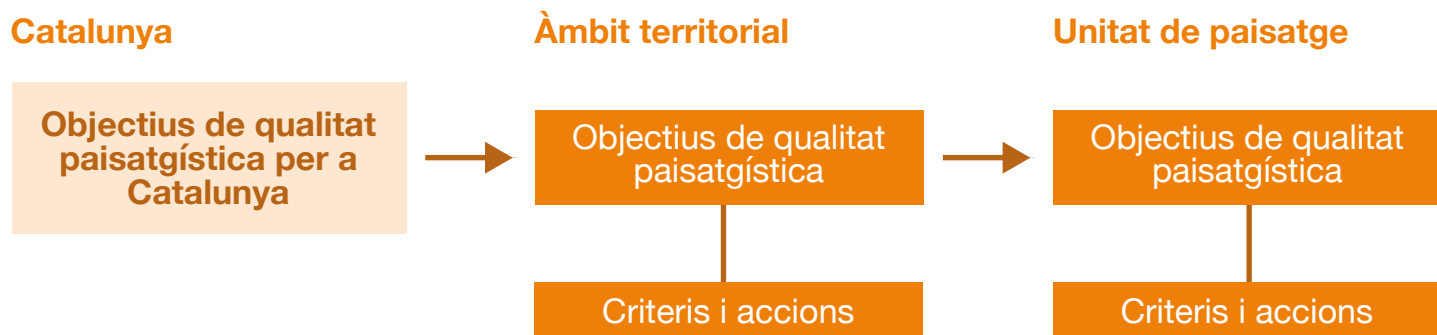 Catalunya
Àmbit territorial
Unitat de paisatge
Objectius de qualitat
paisatgística per a
Catalunya
Objectius de qualitat
paisatgística
Objectius de qualitat
paisatgística
Criteris i accions
Criteris i accions